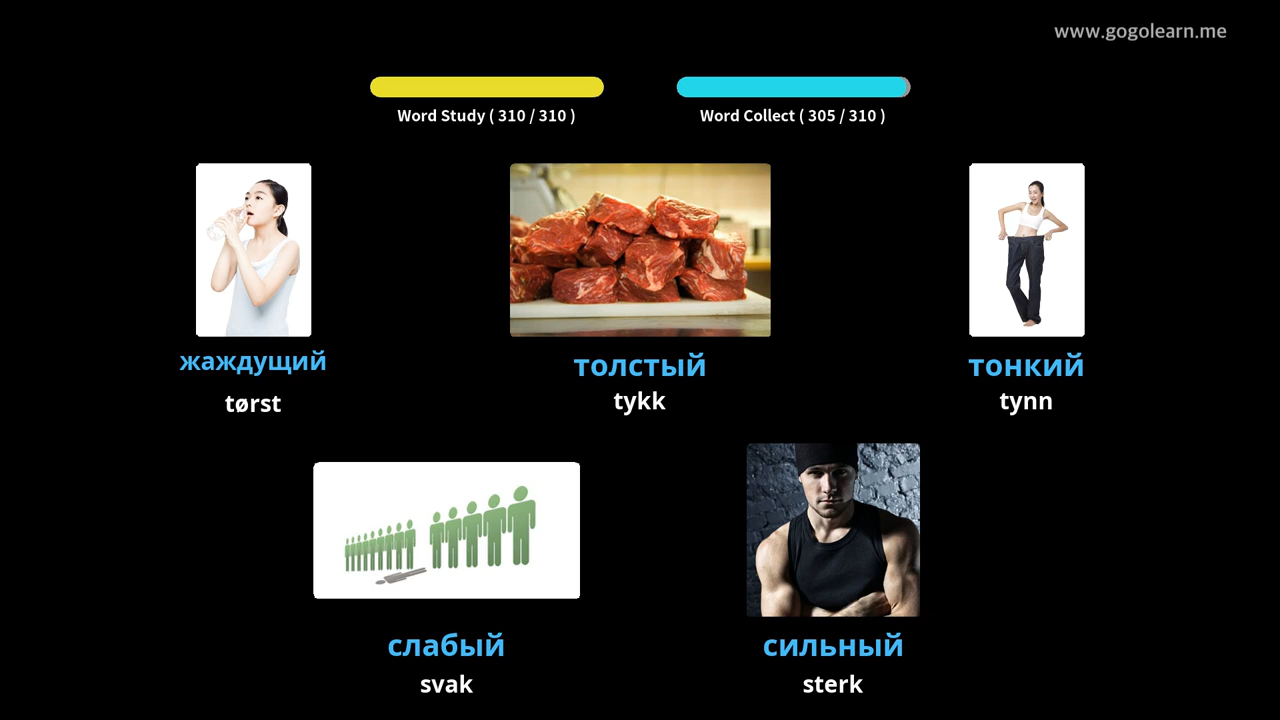 www.gogolearn.me
Word Study ( 310 / 310 )
Word Collect ( 305 / 310 )
жаждущий
tørst
толстый
tykk
тонкий
tynn
слабый
svak
сильный
sterk